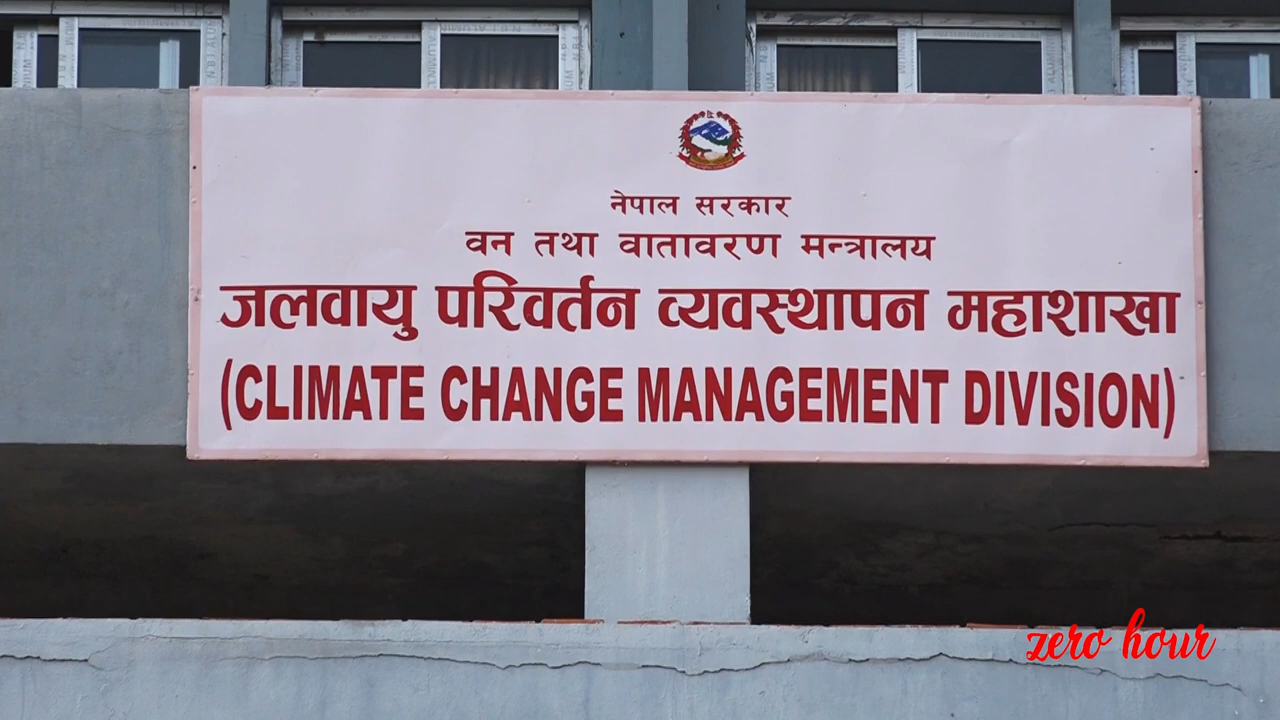 नेपाल सरकार
वन तथा वातावरण मन्त्रालय
जलवायु परिवर्तन व्यवस्थापन महाशाखा
(CLIMATE CHANGE MANAGEMENT DIVISION)
zero hour